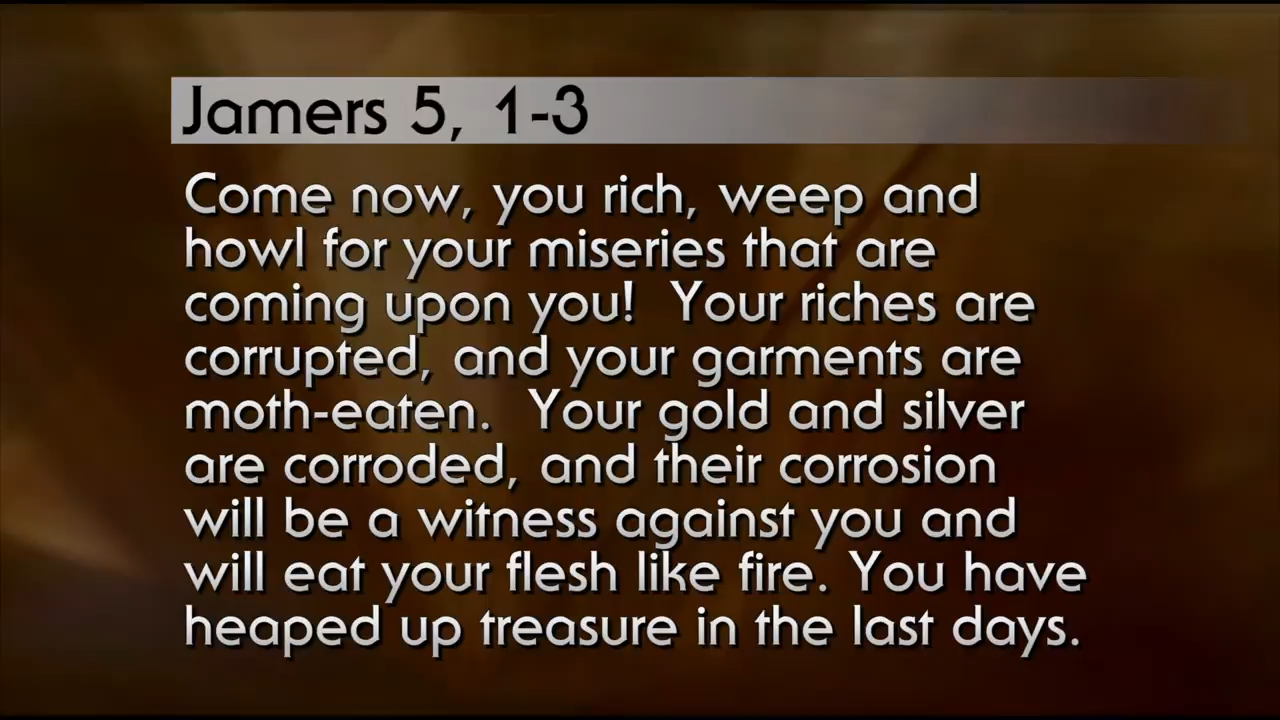 Jamers 5, 1-3
Come now, you rich, weep and
howl for your miseries that are
coming upon you!  Your riches are
corrupted, and your garments are
moth-eaten.  Your gold and silver
are corroded, and their corrosion
will be a witness against you and
will eat your flesh like fire. You have
heaped up treasure in the last days.